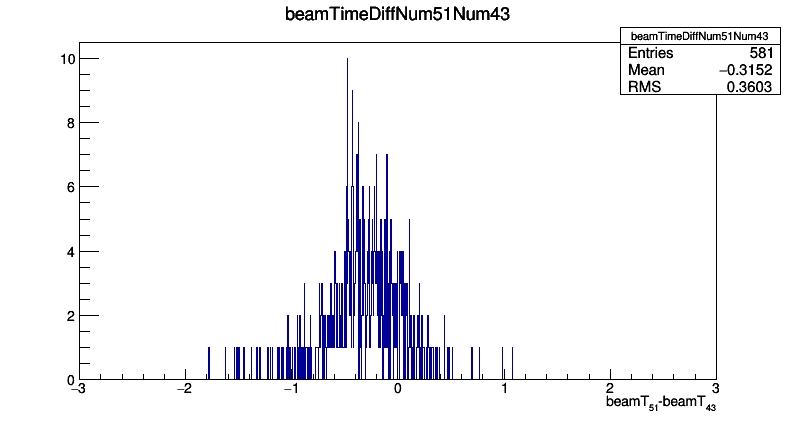 beamTimeDiffNum51Num43
beamTimeDiffNum51Num43
Entries 581
Mean −0.3152
RMS 0.3603
10
8
6
4
2
0
−3 −2 −1 0 1 2 3
beamT51-beamT43